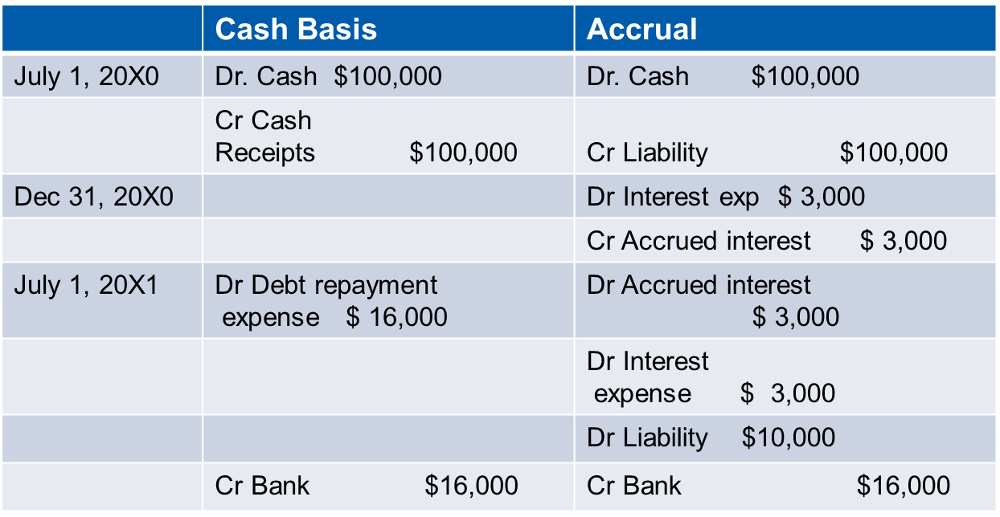 Cash Basis Accrual
July 1, 20X0 Dr. Cash $100,000 Dr. Cash $100,000
Cr Cash
Receipts $100,000 Cr Liability $100,000
Dec 31, 20X0 Dr Interest exp $ 3,000
Cr Accrued interest $ 3,000
July 1, 20X1 Dr Debt repayment Dr Accrued interest
expense $ 16,000 $ 3,000
Dr Interest
expense $ 3,000
Dr Liability $10,000
Cr Bank $16,000 Cr Bank $16,000